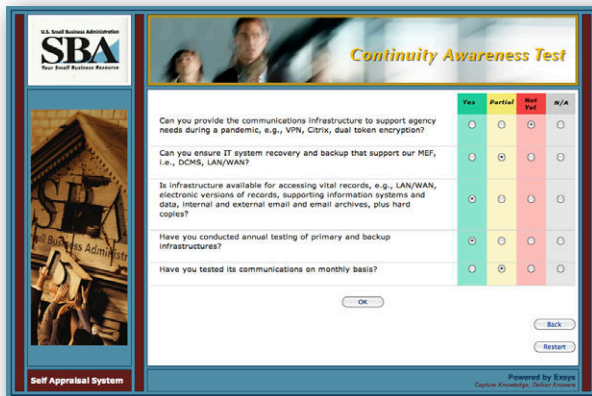 U.S. Small Business Administration
SBA
Your Small Business Resource
Continuity Awareness Test
Yes Partial Not Yet N/A
Can you provide the communications infrastructure to support agency
needs during a pandemic, e.g., VPN, Citrix, dual token encryption?
Can you ensure IT system recovery and backup that support our MEF,
i.e., DCMS, LAN/WAN?
Is infrastructure available for accessing vital records, e.g., LAN/WAN,
electronic versions of records, supporting information systems and
data, internal and external email and email archives, plus hard
copies?
Have you conducted annual testing of primary and backup
infrastructures?
Have you tested its communications on monthly basis?
OK
Back
Restart
Small Business Administr
Self Appraisal System
Powered by Exsys
Capture Knowledge. Deliver Answers